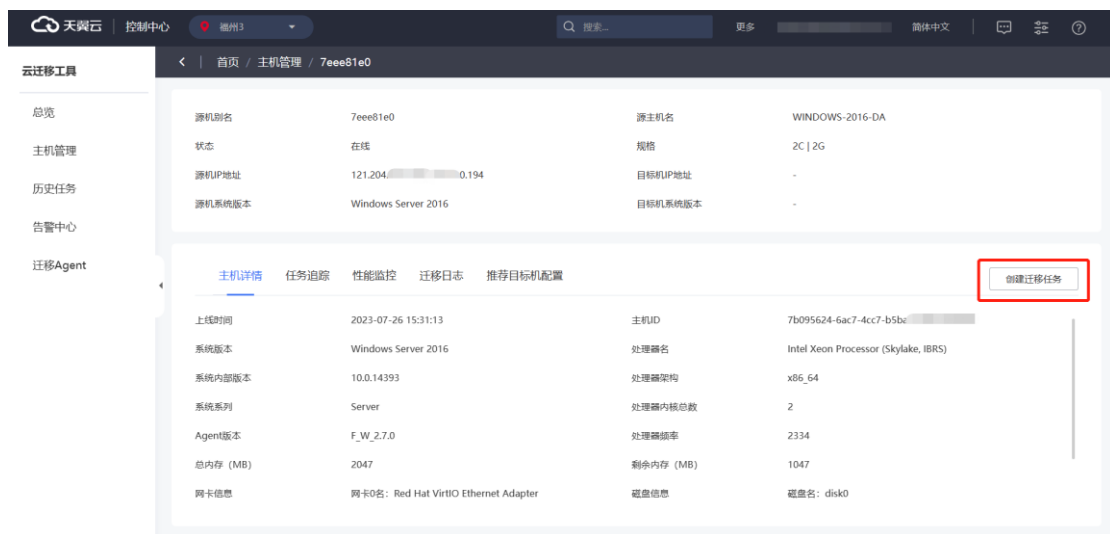 天翼云 控制中心 福州3 搜索... 更多 简体中文
云迁移工具
首页 / 主机管理 / 7eee81e0
总览
主机管理
历史任务
告警中心
迁移Agent
源机别名 7eee81e0 源主机名 WINDOWS-2016-DA
状态 在线 规格 2C | 2G
源机IP地址 121.204. 0.194 目标机IP地址 -
源机系统版本 Windows Server 2016 目标机系统版本 -
主机详情 任务追踪 性能监控 迁移日志 推荐目标机配置 创建迁移任务
上线时间 2023-07-26 15:31:13 主机ID 7b095624-6ac7-4cc7-b5ba
系统版本 Windows Server 2016 处理器名 Intel Xeon Processor (Skylake, IBRS)
系统内部版本 10.0.14393 处理器架构 x86_64
系统系列 Server 处理器内核总数 2
Agent版本 F_W_2.7.0 处理器频率 2334
总内存（MB） 2047 剩余内存（MB） 1047
网卡信息 网卡0名：Red Hat VirtIO Ethernet Adapter 磁盘信息 磁盘名：disk0